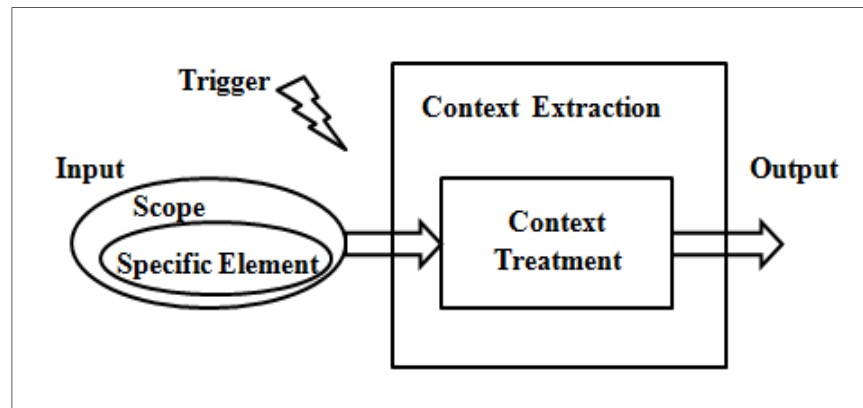 Trigger
Context Extraction
Input
Output
Scope
Specific Element
Context
Treatment